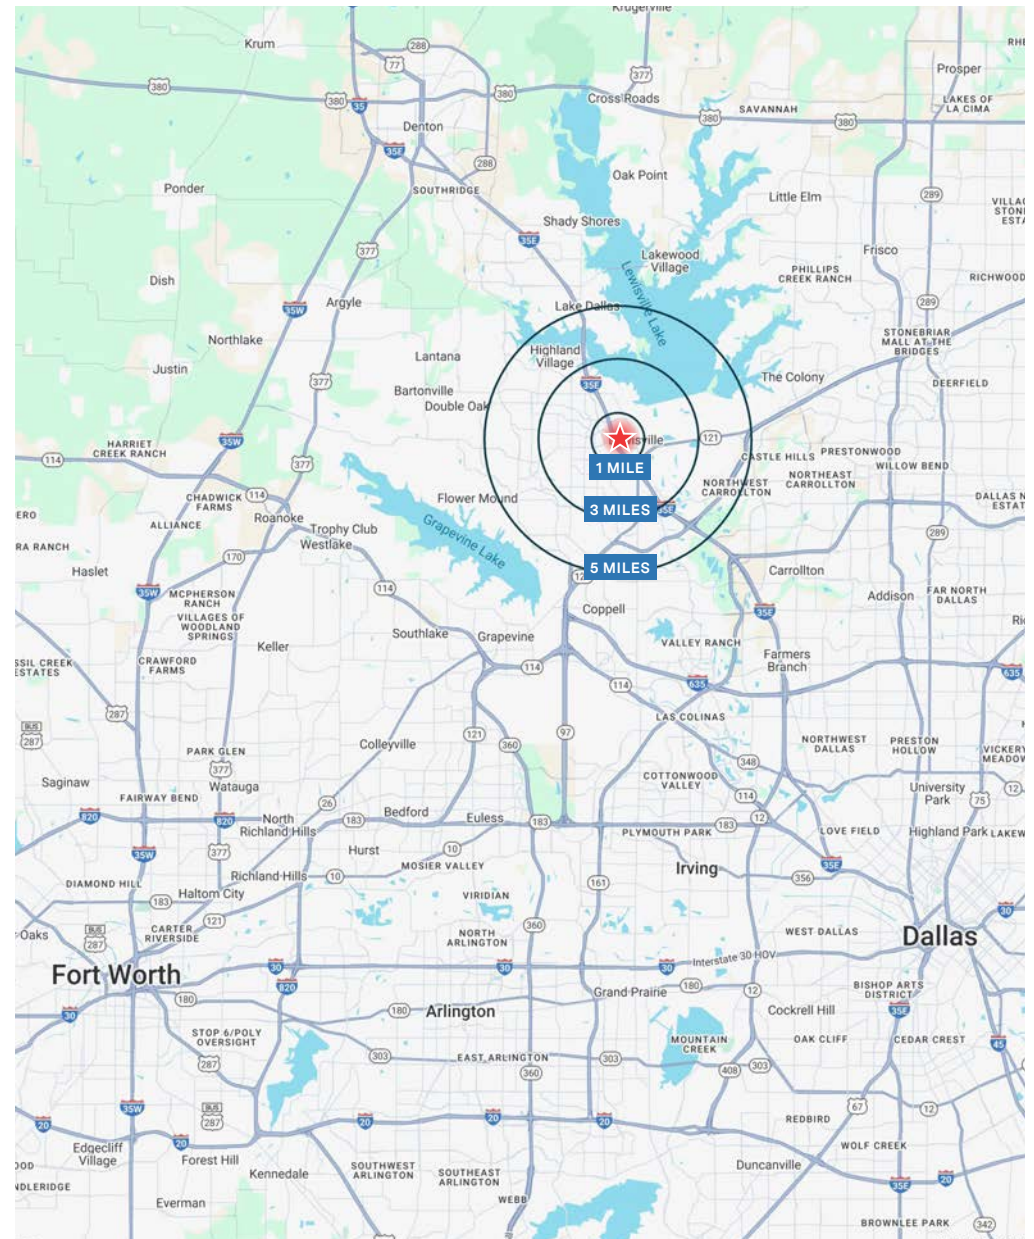 Krugerville
Krum
288
77
377
Prosper
380
380
35
380
Cross Roads
SAVANNAH
LAKES OF
LA CIMA
380
380
Denton
35E
288
Ponder
SOUTHRIDGE
Oak Point
Little Elm
289
Shady Shores
35E
377
Frisco
Lakewood
Village
Lewisville Lake
PHILLIPS
CREEK RANCH
RICHWOOD
Dish
Argyle
35W
Lake Dallas
289
Northlake
STONEBRIAR
MALL AT THE
BRIDGES
Lantana
Highland
Village
Justin
377
35E
The Colony
DEERFIELD
Bartonville
Double Oak
HARRIET
CREEK RANCH
35W
121
114
377
CASTLE HILLS
PRESTONWOOD
WILLOW BEND
1 MILE
NORTHWEST
CARROLLTON
NORTHEAST
CARROLLTON
CHADWICK
FARMS
114
Flower Mound
3 MILES
35E
ALLIANCE
Roanoke
Trophy Club
Westlake
Grapevine Lake
289
RA RANCH
170
5 MILES
Haslet
Carrollton
35W
MCPHERSON
RANCH
114
Coppell
35E
Addison
FAR NORTH
DALLAS
VILLAGES OF
WOODLAND
SPRINGS
Southlake
Grapevine
VALLEY RANCH
Keller
Farmers
Branch
CRAWFORD
FARMS
114
635
635
114
287
LAS COLINAS
BUS
287
121
97
360
Colleyville
NORTHWEST
DALLAS
PRESTON
HOLLOW
PARK GLEN
377
348
Saginaw
Watauga
COTTONWOOD
VALLEY
University
Park
12
FAIRWAY BEND
26
114
75
820
820
North
Richland Hills
183
Bedford
Euless
183
PLYMOUTH PARK
183
12
LOVE FIELD
Highland Park
35W
377
Hurst
10
MOSIER VALLEY
Irving
35E
DIAMOND HILL
Richland Hills
10
161
356
183
Haltom City
VIRIDIAN
30
121
BUS
287
CARTER
RIVERSIDE
NORTH
ARLINGTON
360
WEST DALLAS
Dallas
Fort Worth
30
30
30
Interstate 30 HOV
820
180
Grand Prairie
180
12
BISHOP ARTS
DISTRICT
30
180
Arlington
Cockrell Hill
35E
STOP 6/POLY
OVERSIGHT
MOUNTAIN
CREEK
OAK CLIFF
CEDAR CREST
45
303
EAST ARLINGTON
303
287
360
408
303
35W
BUS
287
67
12
20
20
20
20
REDBIRD
20
Edgecliff
Village
Forest Hill
WOLF CREEK
Kennedale
SOUTHWEST
ARLINGTON
SOUTHEAST
ARLINGTON
Duncanville
20
35E
Everman
WEBB
BROWNLEE PARK
342